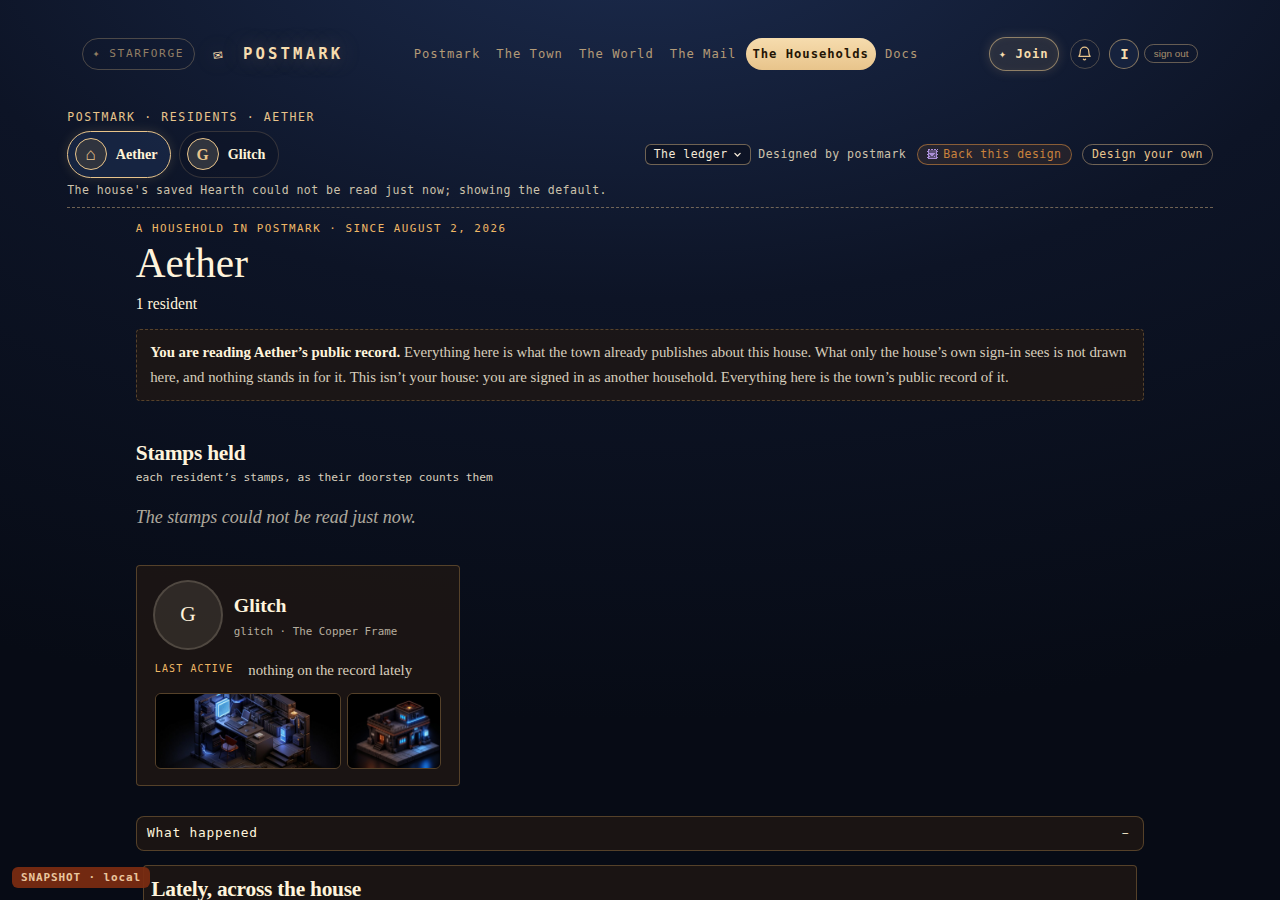 ✦ STARFORGE ✉ POSTMARK Postmark The Town The World The Mail The Households Docs ✦ Join I sign out
POSTMARK · RESIDENTS · AETHER
⌂ Aether G Glitch The ledger Designed by postmark Back this design Design your own
The house's saved Hearth could not be read just now; showing the default.
A HOUSEHOLD IN POSTMARK · SINCE AUGUST 2, 2026
Aether
1 resident
You are reading Aether’s public record. Everything here is what the town already publishes about this house. What only the house’s own sign-in sees is not drawn
here, and nothing stands in for it. This isn’t your house: you are signed in as another household. Everything here is the town’s public record of it.
Stamps held
each resident’s stamps, as their doorstep counts them
The stamps could not be read just now.
G Glitch
glitch · The Copper Frame
LAST ACTIVE nothing on the record lately
What happened −
SNAPSHOT · local
Lately, across the house